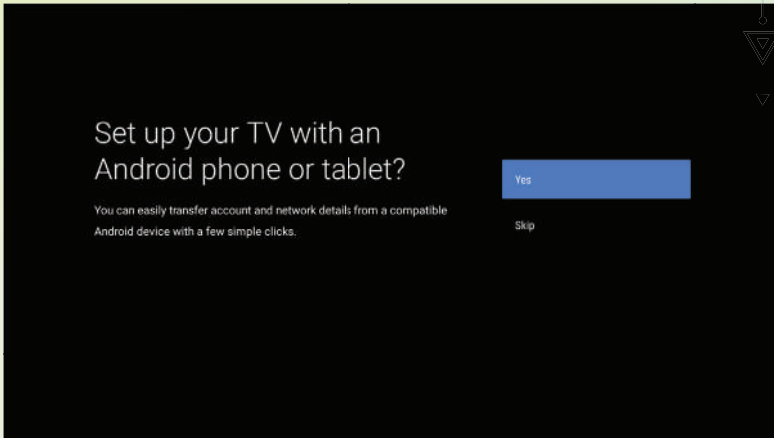 Set up your TV with an
Android phone or tablet?
You can easily transfer account and network details from a compatible
Android device with a few simple clicks.
Yes
Skip